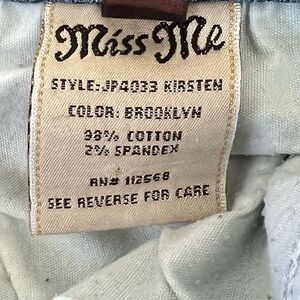 Miss Me
STYLE: JP4033 KIRSTEN
COLOR: BROOKLYN
98% COTTON
2% SPANDEX
RN# 112568
SEE REVERSE FOR CARE